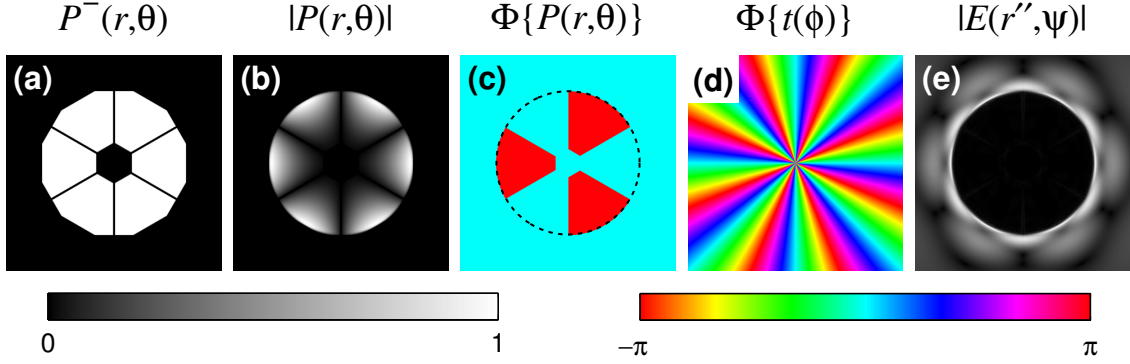 P⁻(r,θ) |P(r,θ)| Φ{P(r,θ)} Φ{t(ϕ)} |E(r″,ψ)|
(a) (b) (c) (d) (e)
0 1 −π π